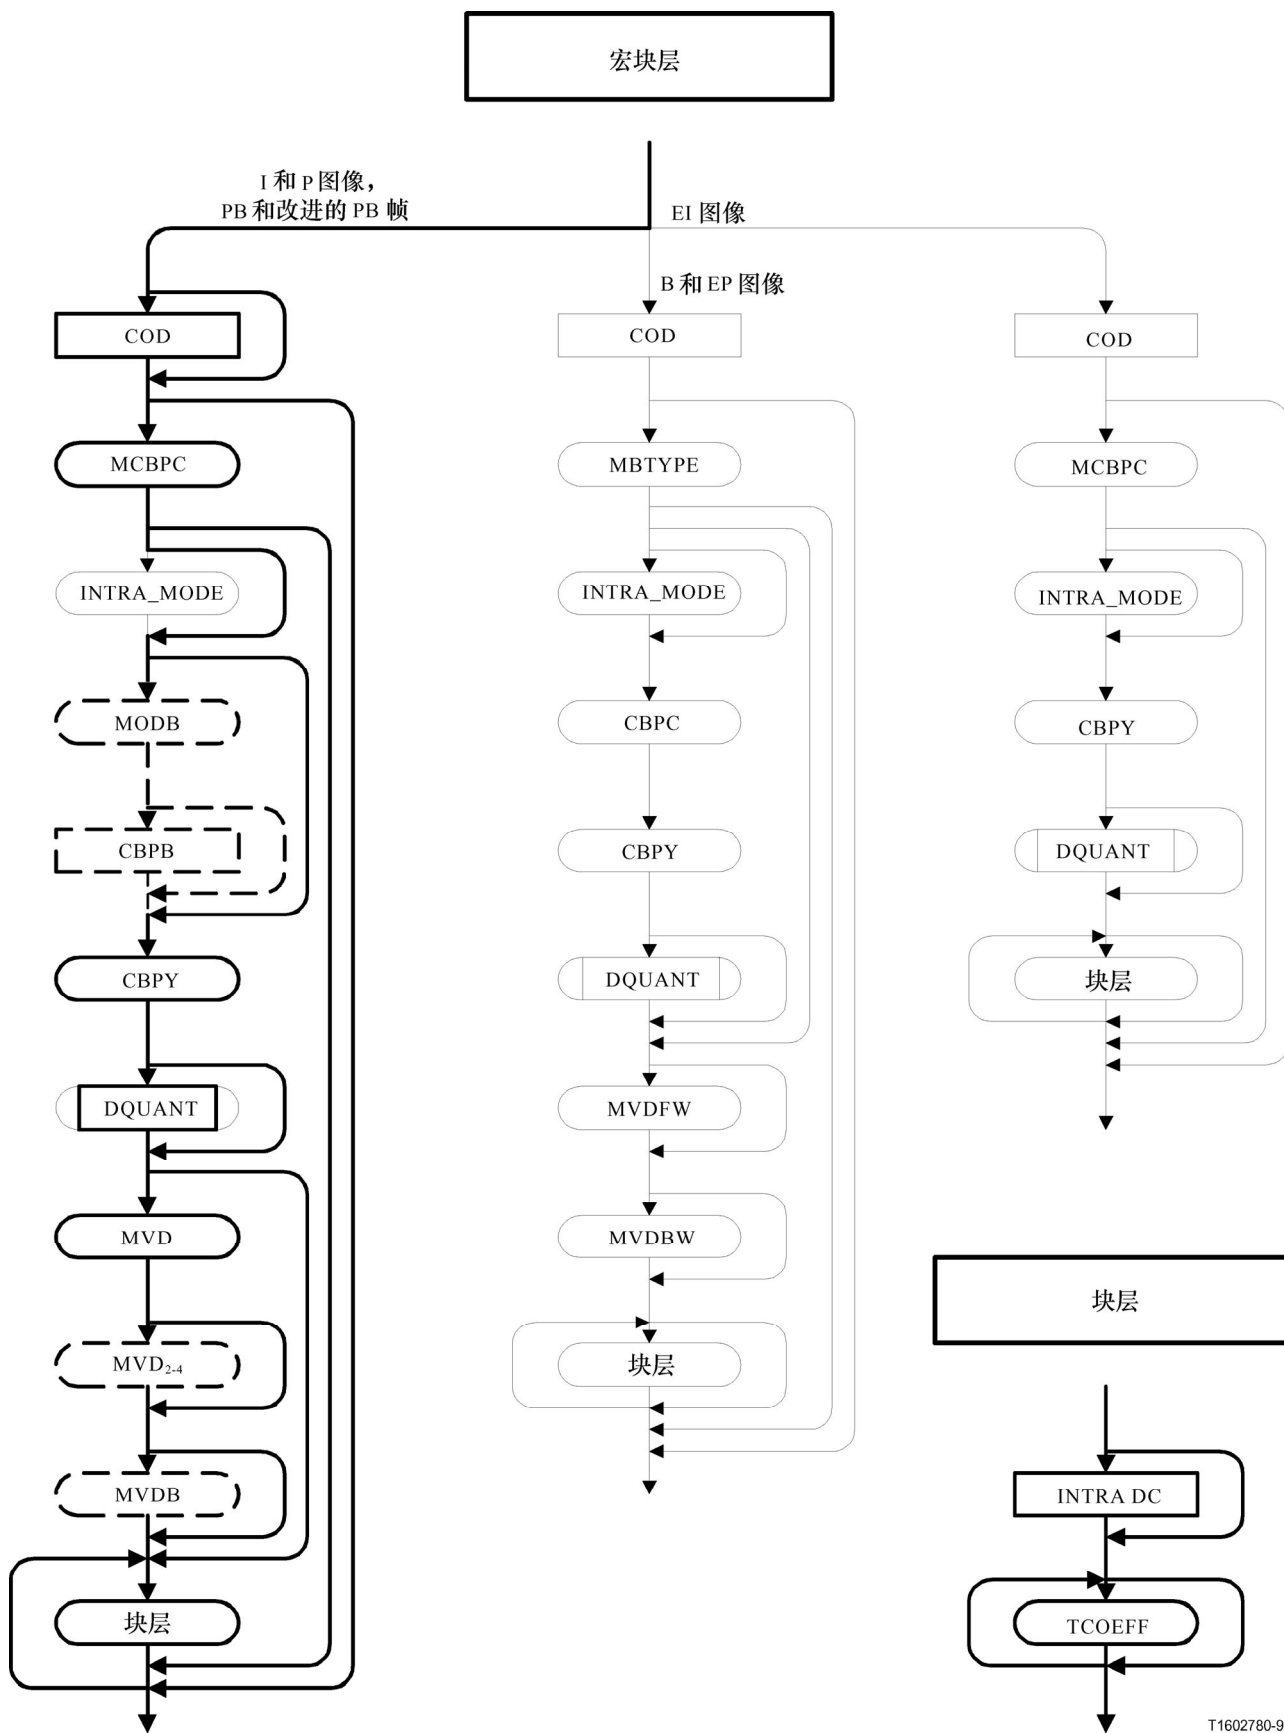 宏块层
I 和 P 图像，
PB 和改进的 PB 帧
EI 图像
B 和 EP 图像
COD
MCBPC
INTRA_MODE
MODB
CBPB
CBPY
DQUANT
MVD
MVD2-4
MVDB
块层
COD
MBTYPE
INTRA_MODE
CBPC
CBPY
DQUANT
MVDFW
MVDBW
块层
COD
MCBPC
INTRA_MODE
CBPY
DQUANT
块层
块层
INTRA DC
TCOEFF
T1602780-9